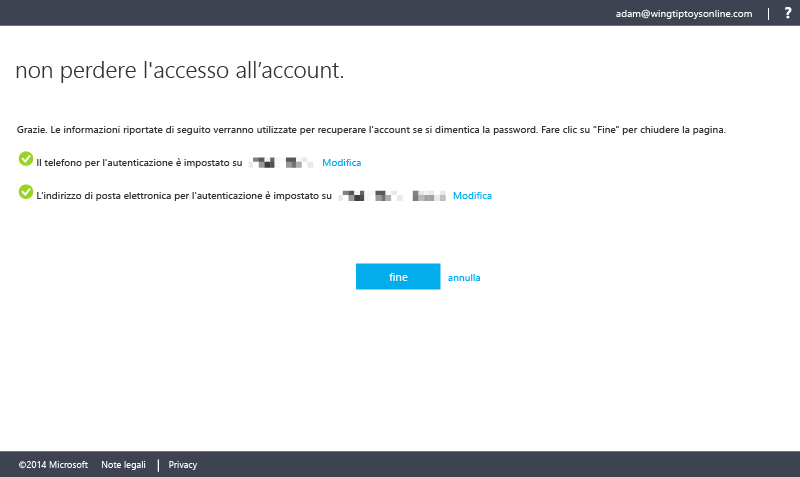 adam@wingtiptoysonline.com | ?
non perdere l'accesso all’account.
Grazie. Le informazioni riportate di seguito verranno utilizzate per recuperare l'account se si dimentica la password. Fare clic su "Fine" per chiudere la pagina.
Il telefono per l'autenticazione è impostato su Modifica
L'indirizzo di posta elettronica per l'autenticazione è impostato su Modifica
fine annulla
©2014 Microsoft Note legali | Privacy